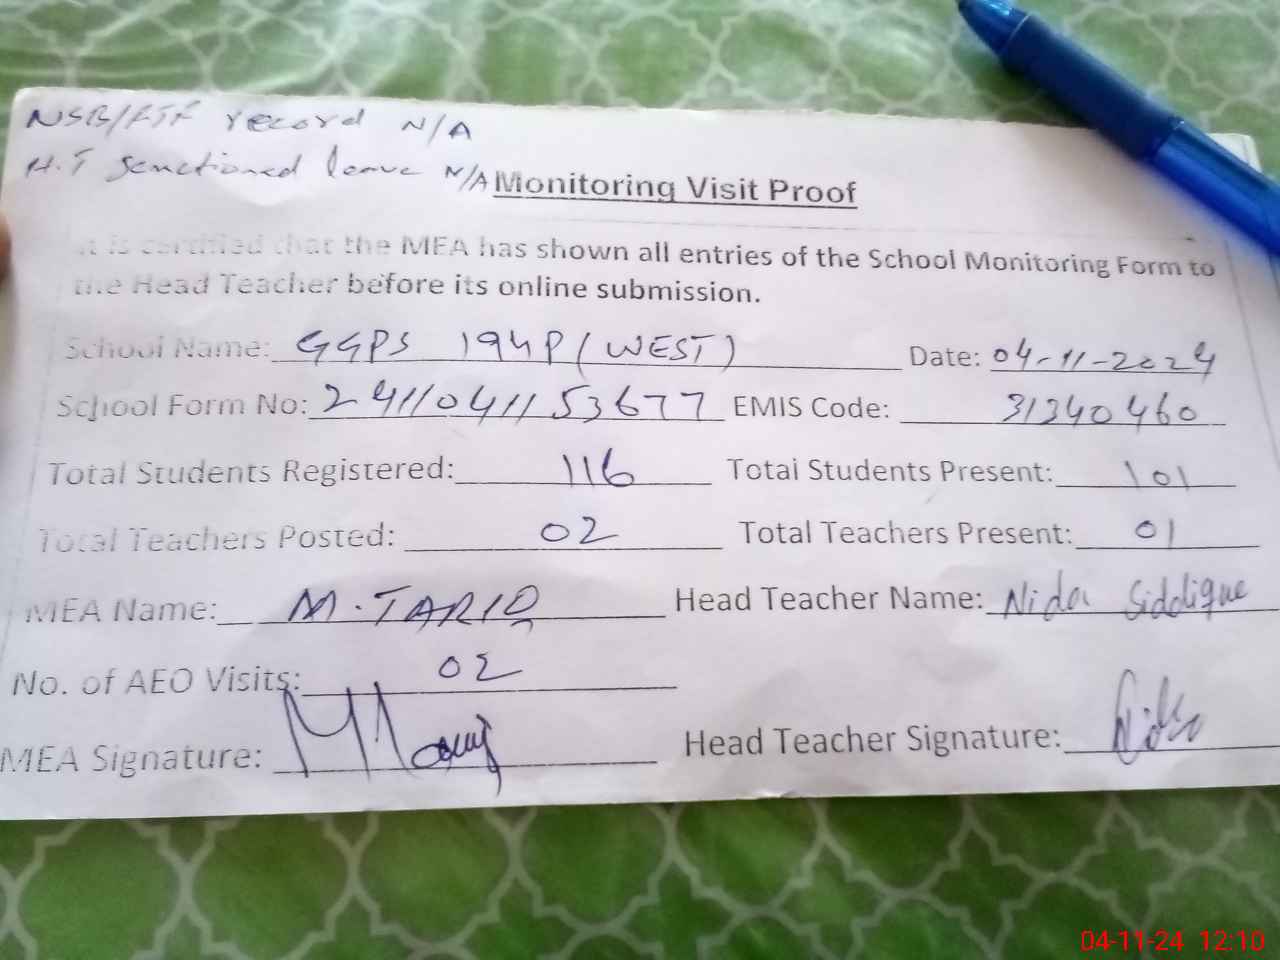 NSB/FTF record N/A
H.T sanctioned leave N/A
Monitoring Visit Proof
It is certified that the MEA has shown all entries of the School Monitoring Form to
the Head Teacher before its online submission.
School Name: GGPS 194P (WEST) Date: 04-11-2024
School Form No: 241104115 3677 EMIS Code: 31340460
Total Students Registered: 116 Total Students Present: 101
Total Teachers Posted: 02 Total Teachers Present: 01
MEA Name: M. TARIQ Head Teacher Name: Nida Siddique
No. of AEO Visits: 02
MEA Signature: Head Teacher Signature: Nida
04-11-24 12:10